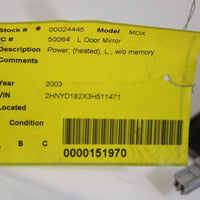 Stock # 00024445 Model MDX
IC # 50064 L Door Mirror
Description Power, (heated), L., w/o memory
Comments
Year 2003
VIN 2HNYD182X3H511471
Located
Condition
A B C 0000151970